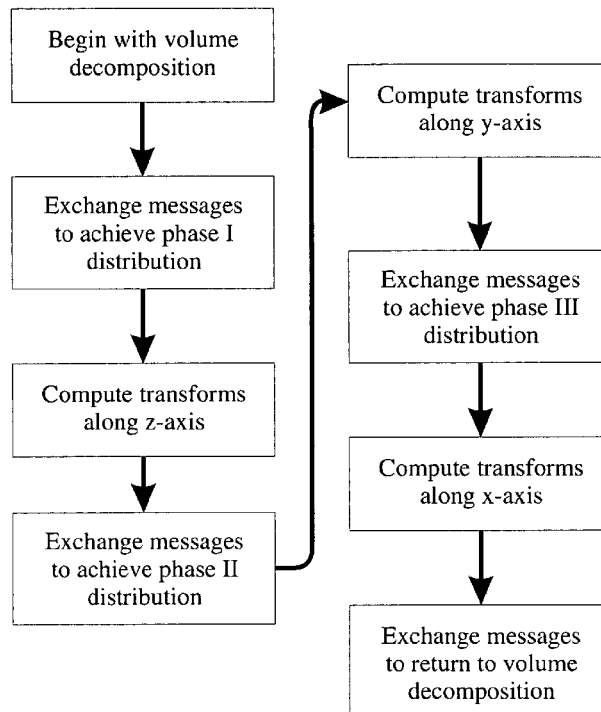 Begin with volume
decomposition
Exchange messages
to achieve phase I
distribution
Compute transforms
along z-axis
Exchange messages
to achieve phase II
distribution
Compute transforms
along y-axis
Exchange messages
to achieve phase III
distribution
Compute transforms
along x-axis
Exchange messages
to return to volume
decomposition